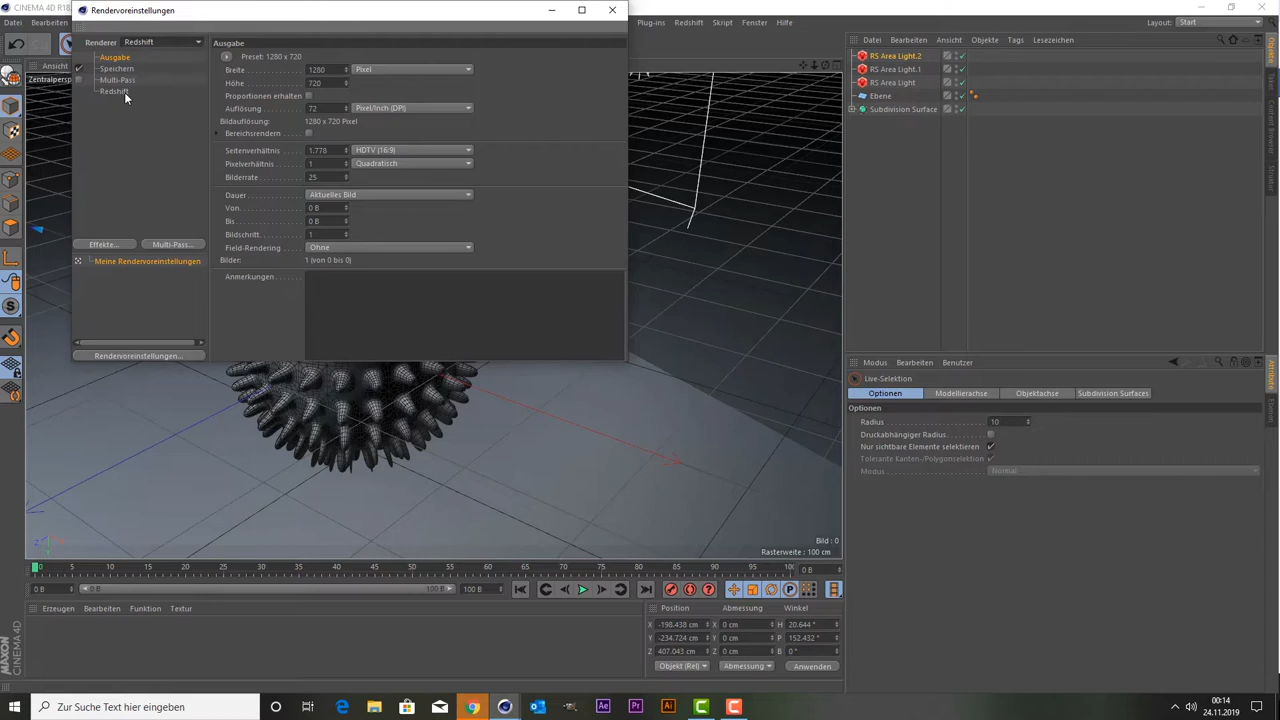 CINEMA 4D R18
Rendervoreinstellungen
Datei Bearbeiten
Plug-ins Redshift Skript Fenster Hilfe
Layout: Start
Renderer Redshift
Ausgabe
Speichern
Multi-Pass
Redshift
Effekte... Multi-Pass...
Meine Rendervoreinstellungen
Rendervoreinstellungen...
Ausgabe
Preset: 1280 x 720
Breite 1280 Pixel
Höhe 720
Proportionen erhalten
Auflösung 72 Pixel/Inch (DPI)
Bildauflösung: 1280 x 720 Pixel
Bereichsrendern
Seitenverhältnis 1.778 HDTV (16:9)
Pixelverhältnis 1 Quadratisch
Bilderrate 25
Dauer Aktuelles Bild
Von 0 B
Bis 0 B
Bildschritt 1
Field-Rendering Ohne
Bilder: 1 (von 0 bis 0)
Anmerkungen
Ansicht
Zentralpersp
Bild : 0
Rasterweite : 100 cm
Datei Bearbeiten Ansicht Objekte Tags Lesezeichen
RS Area Light.2
RS Area Light.1
RS Area Light
Ebene
Subdivision Surface
Objekte
Takes
Content Browser
Struktur
Modus Bearbeiten Benutzer
Live-Selektion
Optionen Modellierachse Objektachse Subdivision Surfaces
Optionen
Radius 10
Druckabhängiger Radius
Nur sichtbare Elemente selektieren
Tolerante Kanten-/Polygonselektion
Modus Normal
Attribute
Ebenen
0 5 10 15 20 25 30 35 40 45 50 55 60 65 70 75 80 85 90 95 0 B
0 B 0 B 100 B 100 B
Erzeugen Bearbeiten Funktion Textur
Position Abmessung Winkel
X -198.438 cm X 0 cm H 20.644 °
Y -234.724 cm Y 0 cm P 152.432 °
Z 407.043 cm Z 0 cm B 0 °
Objekt (Rel) Abmessung Anwenden
MAXON CINEMA 4D
Zur Suche Text hier eingeben
00:14
24.11.2019